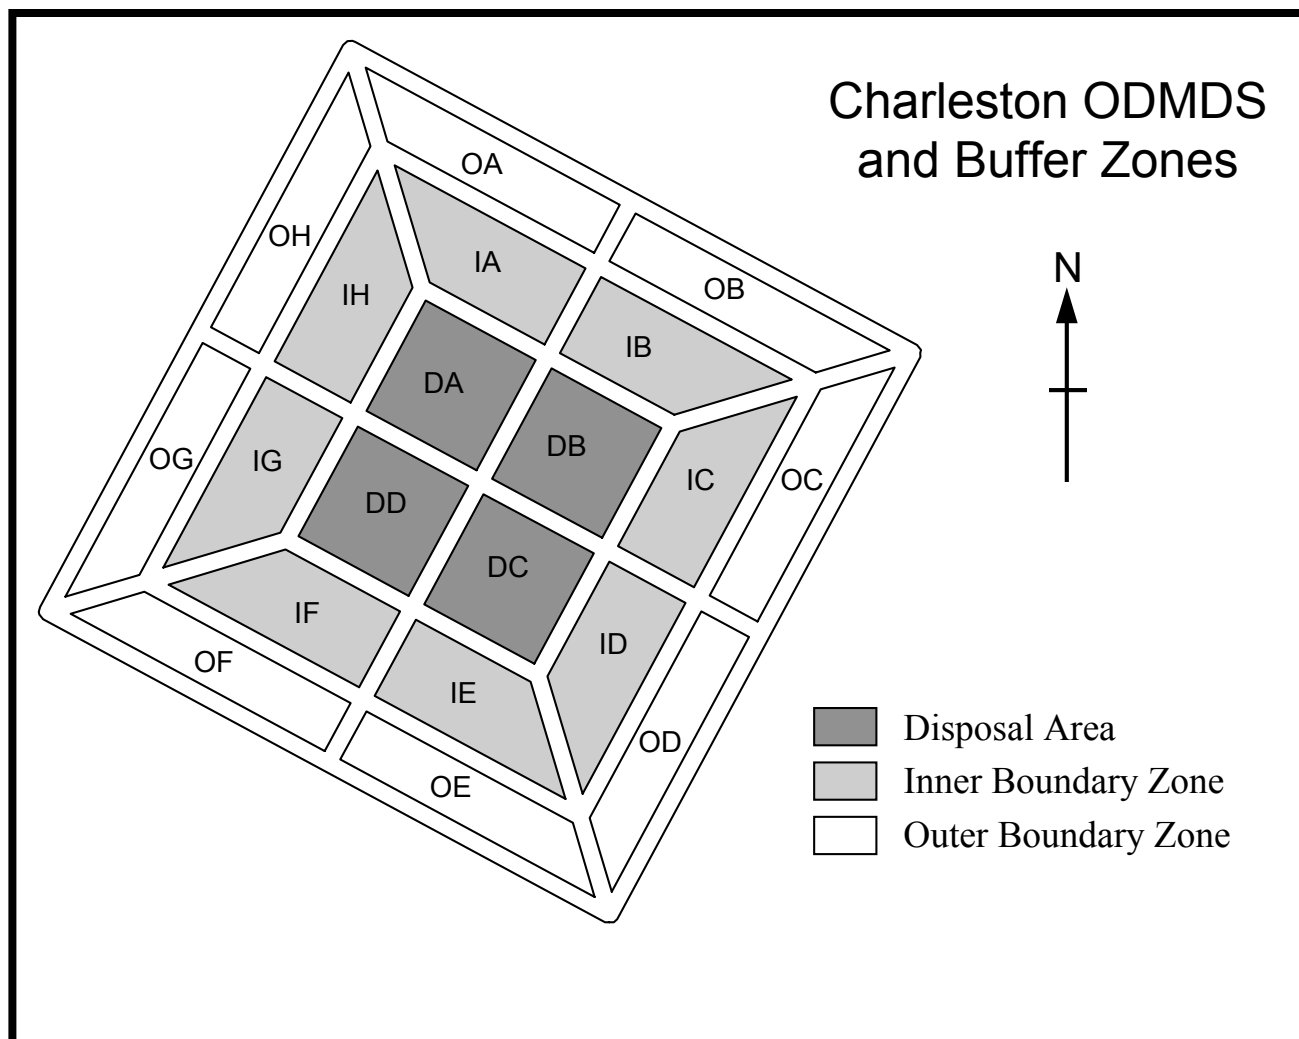 Charleston ODMDS
and Buffer Zones
N
OA
OH
IA
OB
IH
IB
DA
DB
OG
IG
IC
OC
DD
DC
IF
ID
OF
IE
OD
OE
Disposal Area
Inner Boundary Zone
Outer Boundary Zone